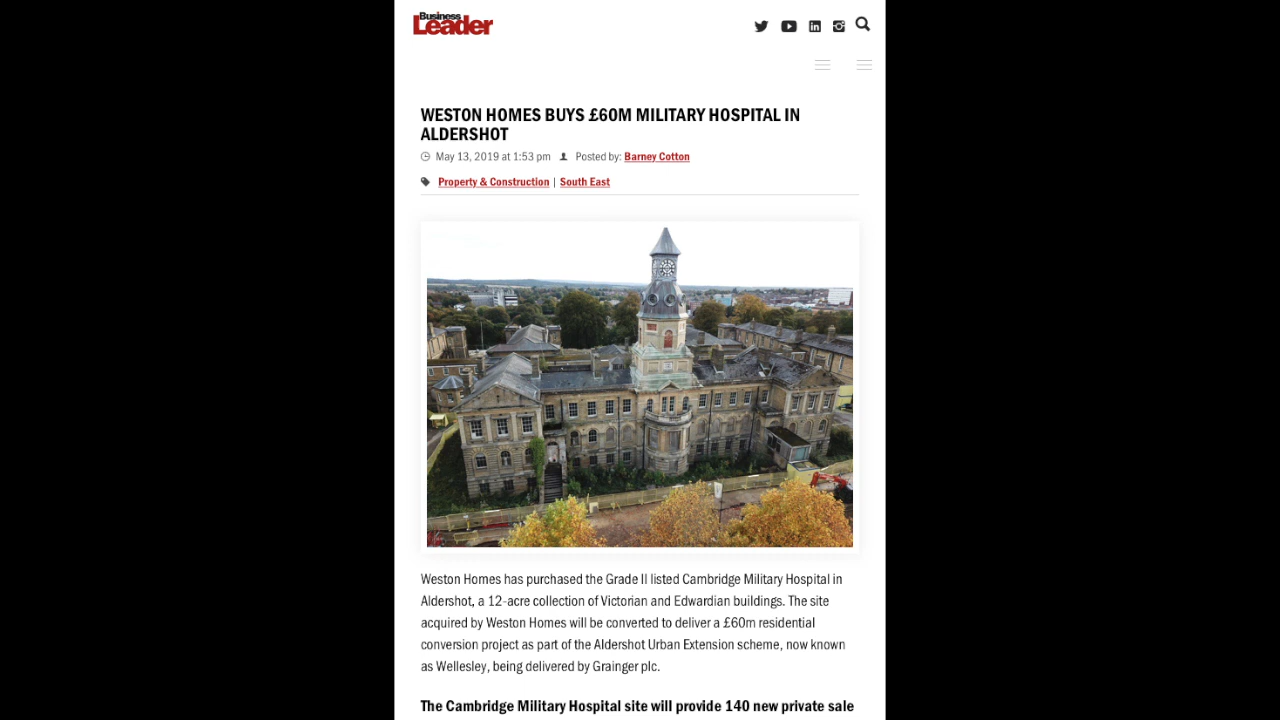 Business
Leader
WESTON HOMES BUYS £60M MILITARY HOSPITAL IN
ALDERSHOT
May 13, 2019 at 1:53 pm Posted by: Barney Cotton
Property & Construction | South East
Weston Homes has purchased the Grade II listed Cambridge Military Hospital in
Aldershot, a 12-acre collection of Victorian and Edwardian buildings. The site
acquired by Weston Homes will be converted to deliver a £60m residential
conversion project as part of the Aldershot Urban Extension scheme, now known
as Wellesley, being delivered by Grainger plc.
The Cambridge Military Hospital site will provide 140 new private sale